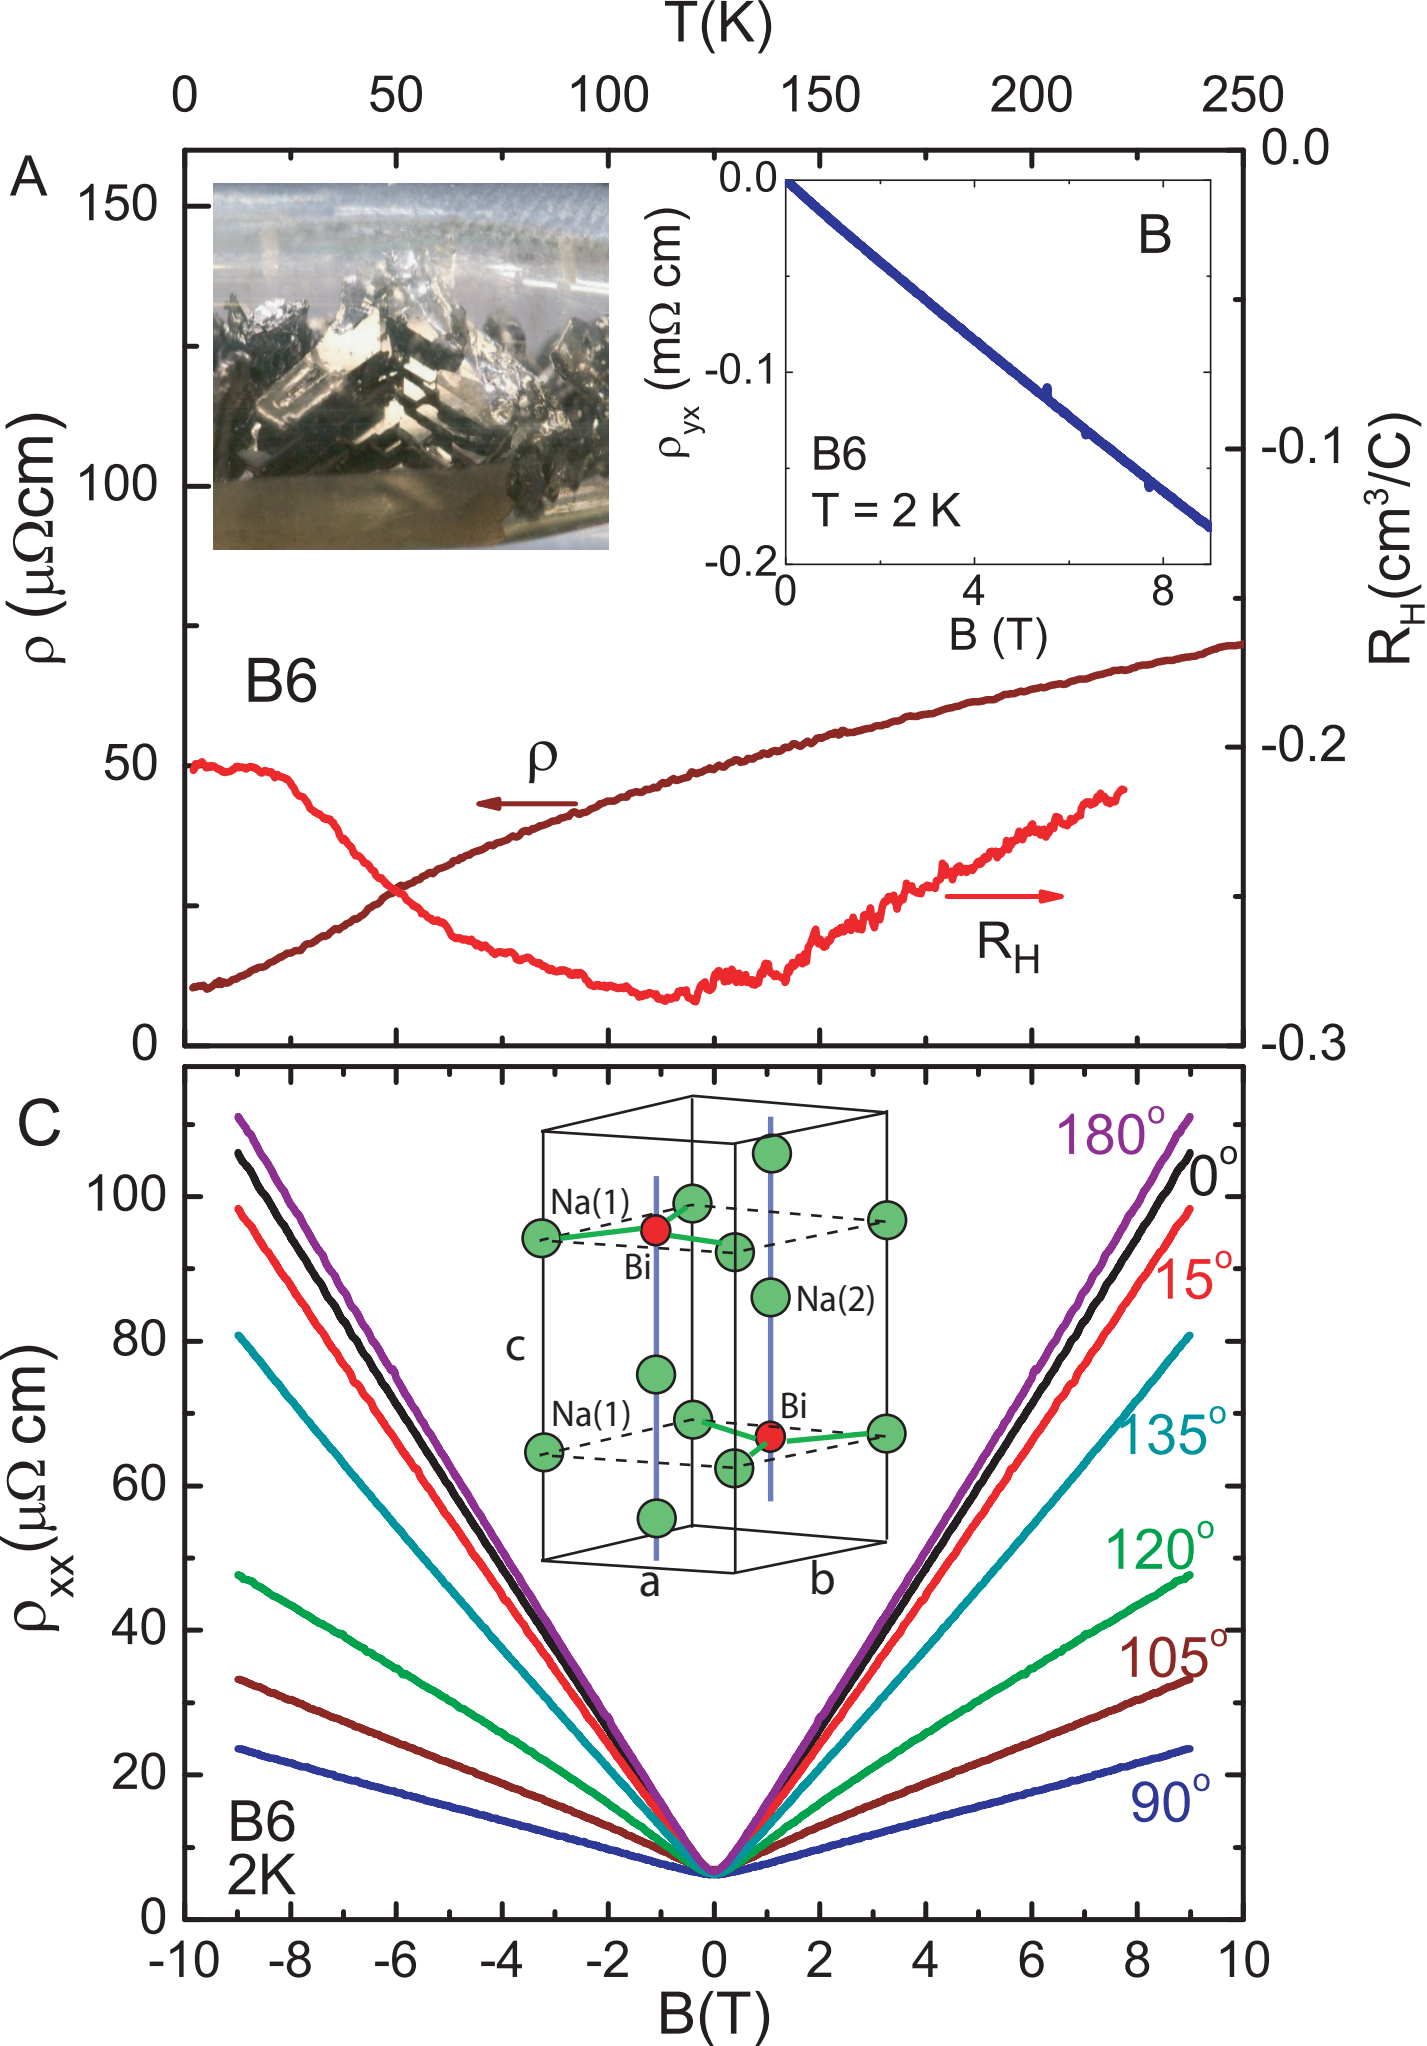 T(K)
0 50 100 150 200 250
A
150
100
50
0
ρ (μΩcm)
0.0
-0.1
-0.2
-0.3
R_H(cm³/C)
B
0.0
-0.1
-0.2
ρ_yx (mΩ cm)
B6
T = 2 K
0 4 8
B (T)
B6
ρ
R_H
C
100
80
60
40
20
0
ρ_xx (μΩ cm)
180°
0°
15°
135°
120°
105°
90°
Na(1)
Bi
Na(2)
c
Na(1)
Bi
a
b
B6
2K
-10 -8 -6 -4 -2 0 2 4 6 8 10
B(T)